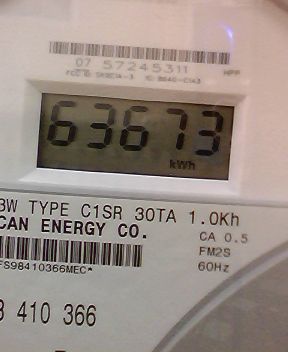 07 57245311
63673
kWh
3W TYPE C1SR 30TA 1.0Kh
CAN ENERGY CO.
CA 0.5
FM2S
FS98410366MEC*
60Hz
410 366